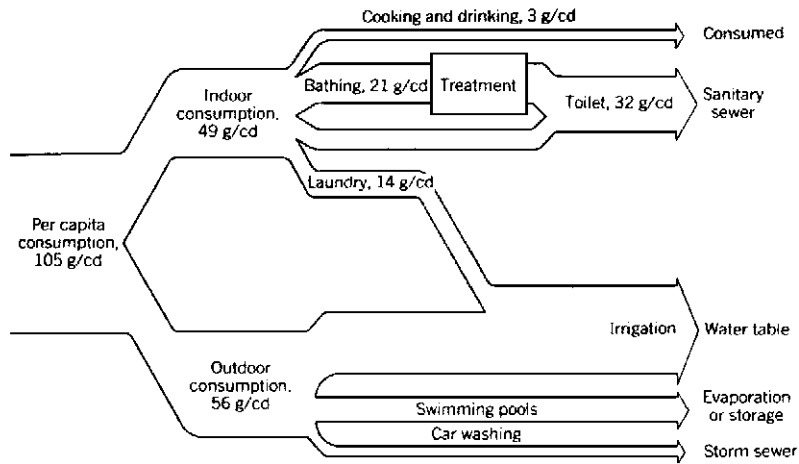 Cooking and drinking, 3 g/cd
Consumed
Bathing, 21 g/cd
Treatment
Indoor
consumption,
49 g/cd
Toilet, 32 g/cd
Sanitary
sewer
Laundry, 14 g/cd
Per capita
consumption,
105 g/cd
Irrigation
Water table
Outdoor
consumption,
56 g/cd
Swimming pools
Evaporation
or storage
Car washing
Storm sewer